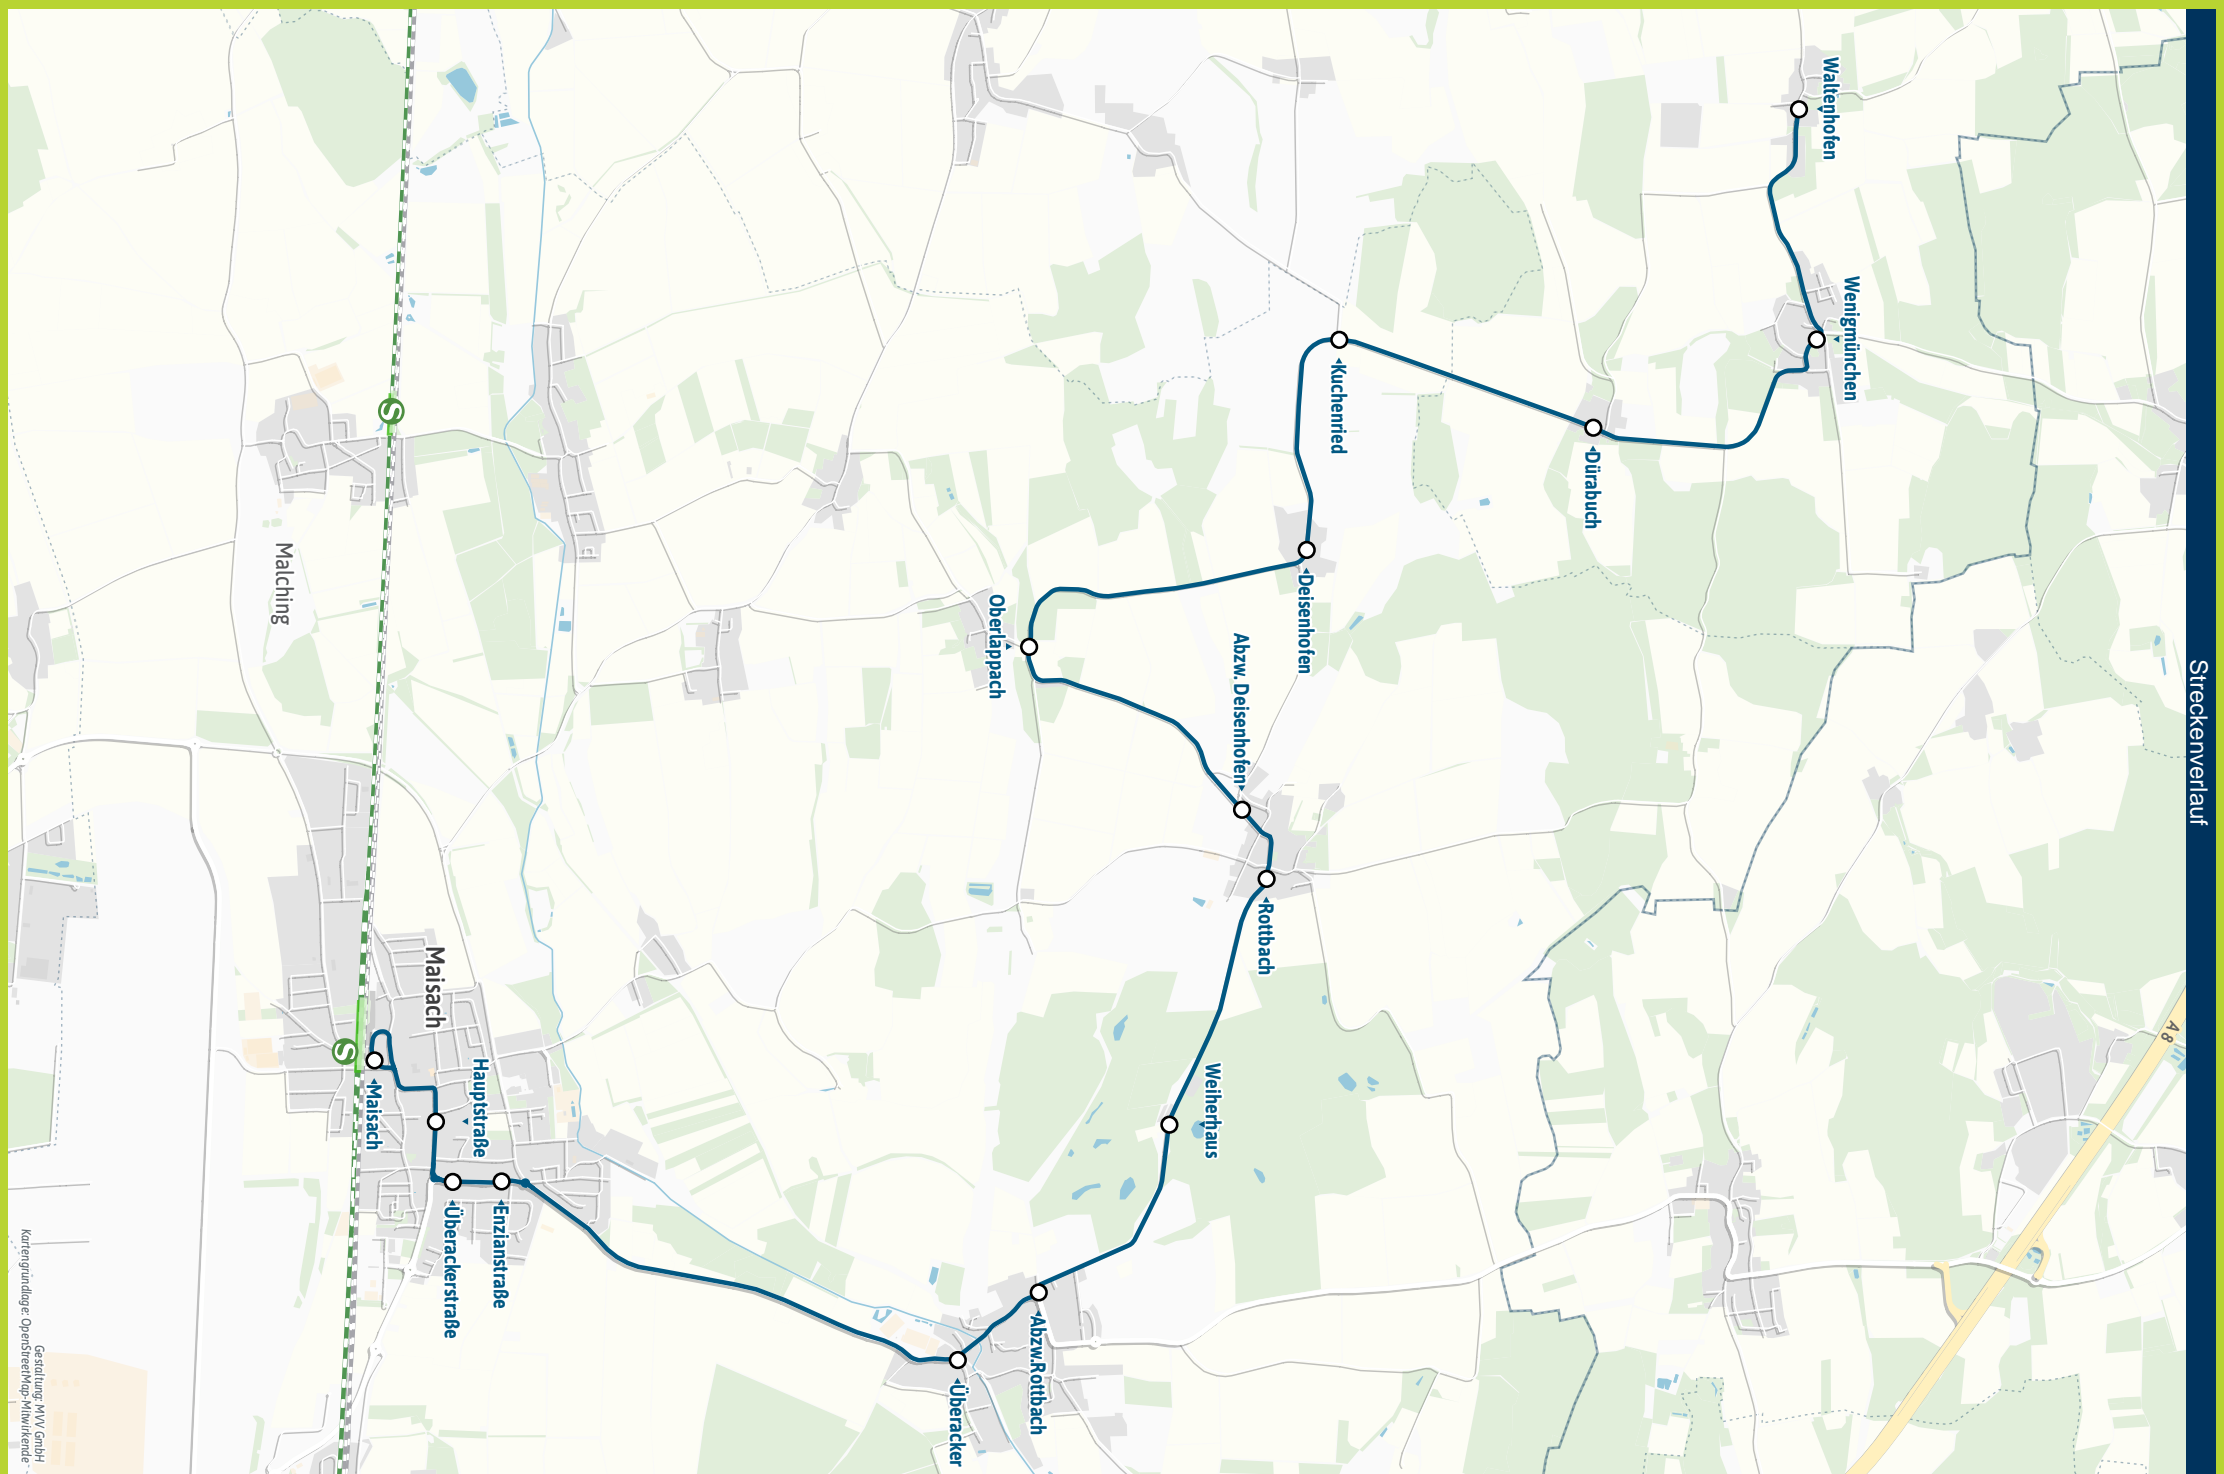 Streckenverlauf
Waltenhofen
Wenigmünchen
Dürabuch
Kuchenried
Deisenhofen
Oberlappach
Abzw. Deisenhofen
Rottbach
Weiherhaus
Abzw.Rottbach
Überacker
Enzianstraße
Überackerstraße
Hauptstraße
Maisach
Maisach
S
Malching
S
A 8
Gestaltung: MVV GmbH
Kartengrundlage: OpenStreetMap-Mitwirkende